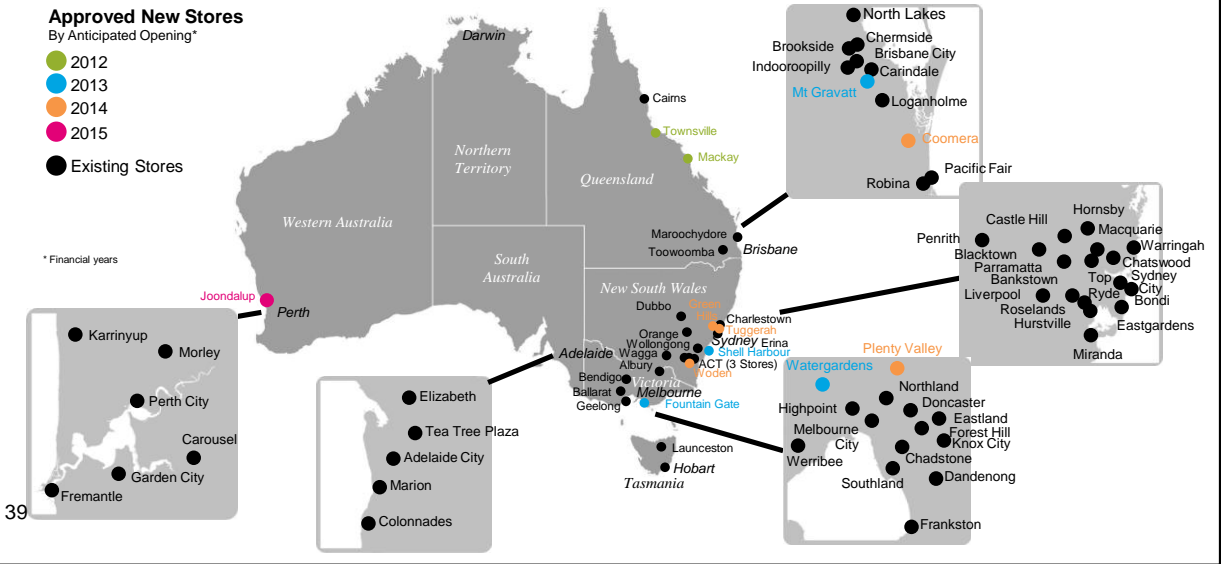 Approved New Stores
By Anticipated Opening*
2012
2013
2014
2015
Existing Stores
* Financial years
Darwin
Northern
Territory
Queensland
Western Australia
South
Australia
New South Wales
Victoria
Tasmania
Cairns
Townsville
Mackay
Maroochydore
Toowoomba
Brisbane
Joondalup
Perth
Dubbo
Green
Hills
Charlestown
Tuggerah
Orange
Sydney
Erina
Wollongong
Shell Harbour
Adelaide
Wagga
ACT (3 Stores)
Albury
Woden
Bendigo
Ballarat
Melbourne
Geelong
Fountain Gate
Launceston
Hobart
North Lakes
Chermside
Brookside
Brisbane City
Indooroopilly
Carindale
Mt Gravatt
Loganholme
Coomera
Pacific Fair
Robina
Hornsby
Castle Hill
Macquarie
Penrith
Warringah
Blacktown
Chatswood
Parramatta
Top
Ryde
Sydney
City
Bankstown
Liverpool
Bondi
Roselands
Hurstville
Eastgardens
Miranda
Plenty Valley
Watergardens
Northland
Highpoint
Doncaster
Eastland
Melbourne
City
Forest Hill
Knox City
Werribee
Chadstone
Southland
Dandenong
Frankston
Elizabeth
Tea Tree Plaza
Adelaide City
Marion
Colonnades
Karrinyup
Morley
Perth City
Carousel
Garden City
Fremantle
39